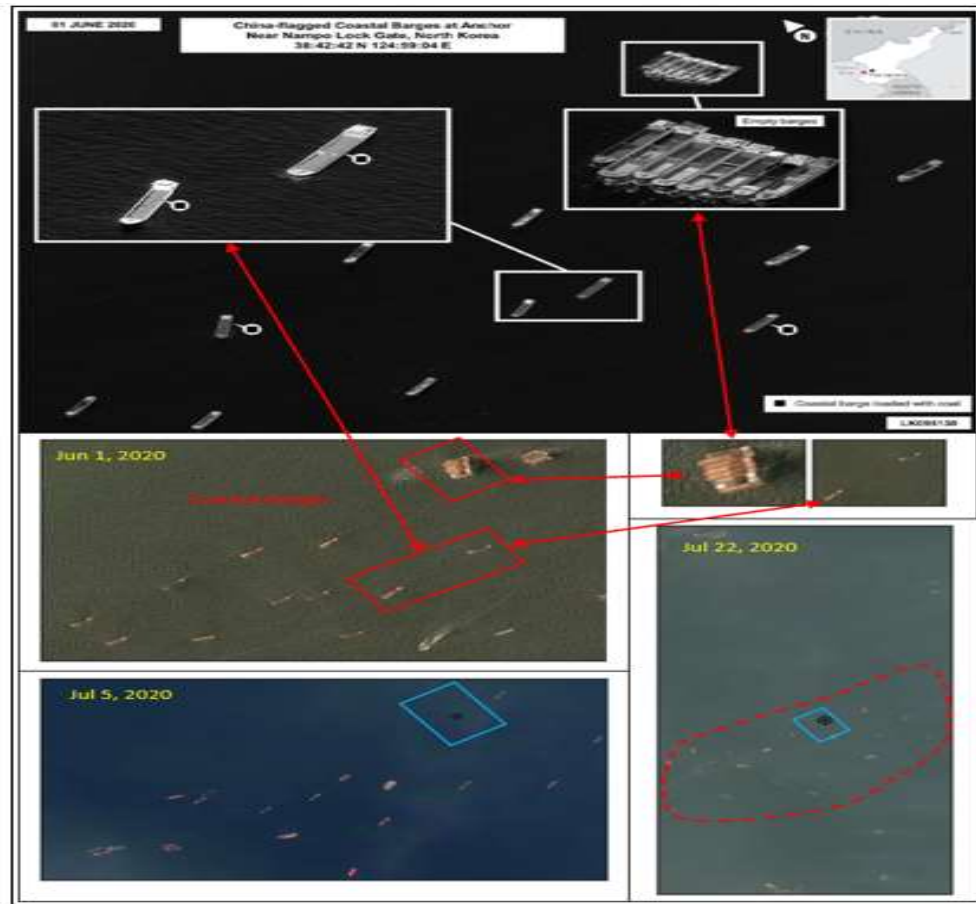 01 JUNE 2020
China-flagged Coastal Barges at Anchor
Near Nampo Lock Gate, North Korea
38:42:42 N 124:59:04 E
N
Empty barges
Coastal barge loaded with coal
Jun 1, 2020
Jul 22, 2020
Jul 5, 2020